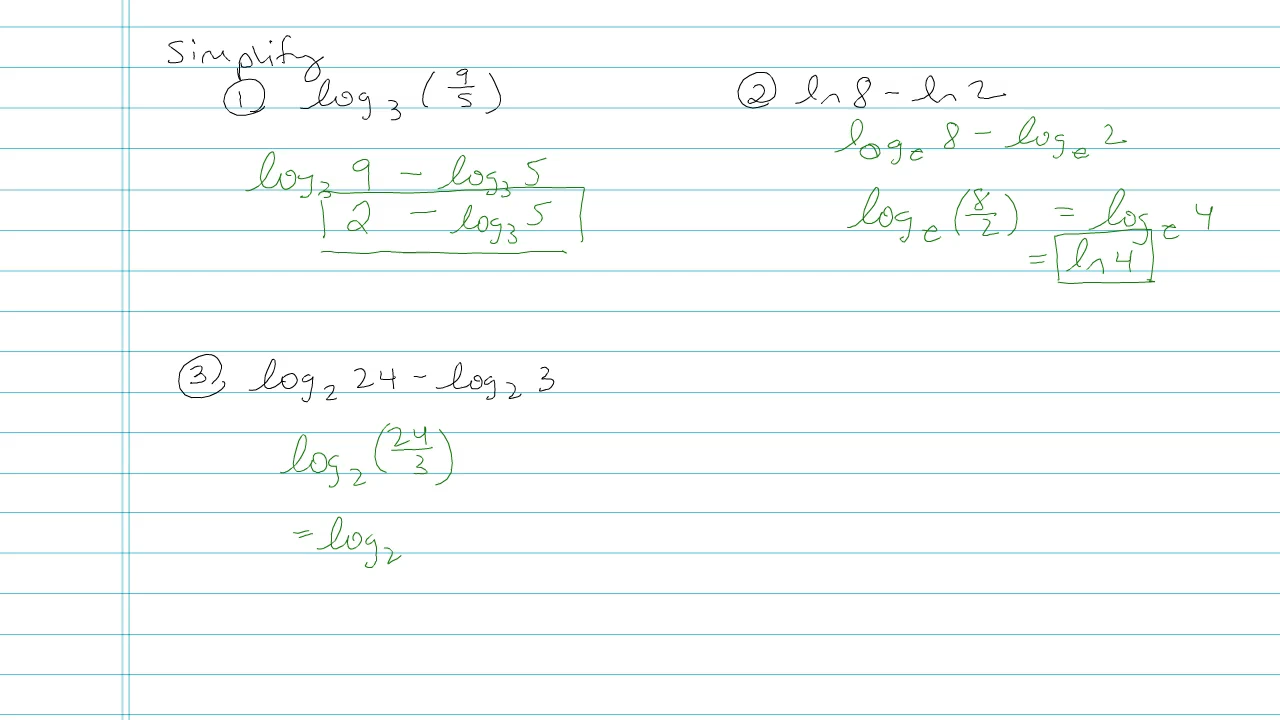 Simplify
① log₃ (9/5)
log₃ 9 - log₃ 5
2 - log₃ 5
② ln 8 - ln 2
logₑ 8 - logₑ 2
logₑ (8/2) = logₑ 4
= ln 4
③. log₂ 24 - log₂ 3
log₂ (24/3)
= log₂